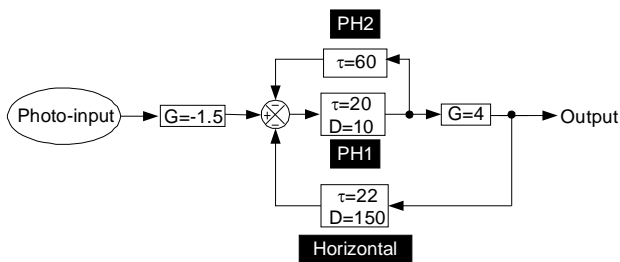 PH2
τ=60
Photo-input
G=-1.5
+
−
−
τ=20
D=10
G=4
Output
PH1
τ=22
D=150
Horizontal